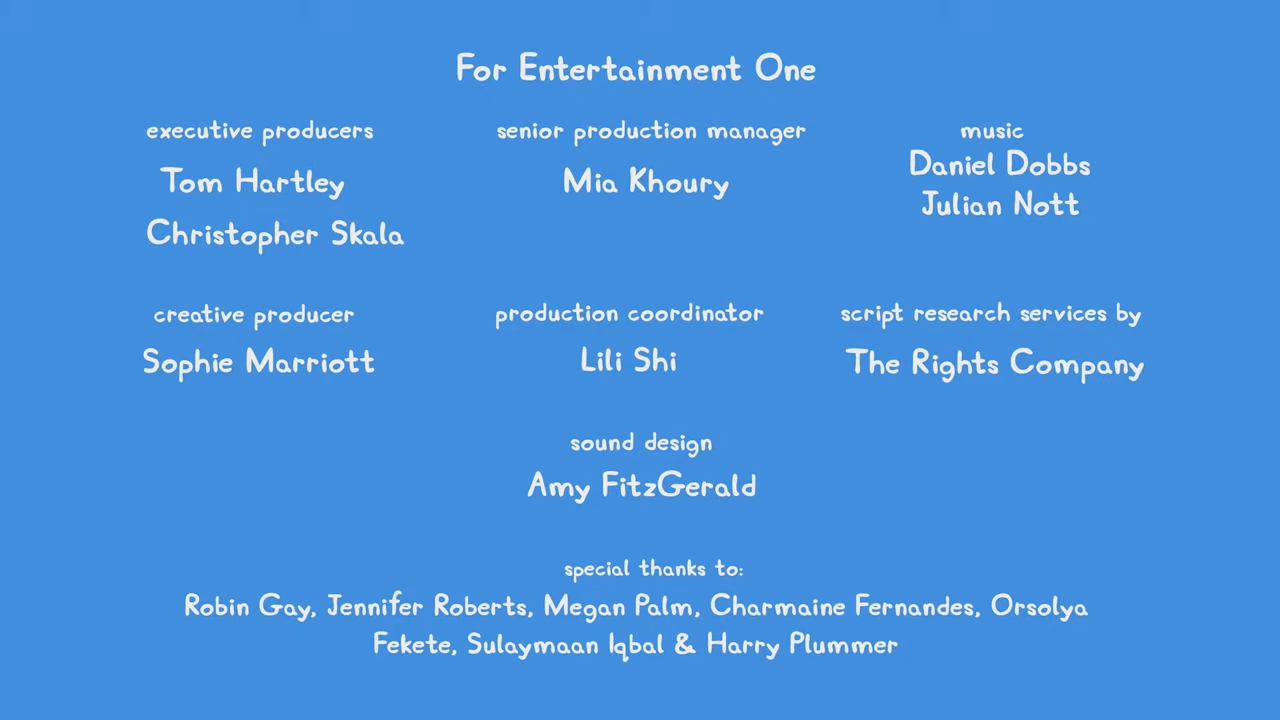 For Entertainment One
executive producers
Tom Hartley
Christopher Skala
senior production manager
Mia Khoury
music
Daniel Dobbs
Julian Nott
creative producer
Sophie Marriott
production coordinator
Lili Shi
script research services by
The Rights Company
sound design
Amy FitzGerald
special thanks to:
Robin Gay, Jennifer Roberts, Megan Palm, Charmaine Fernandes, Orsolya
Fekete, Sulaymaan Iqbal & Harry Plummer